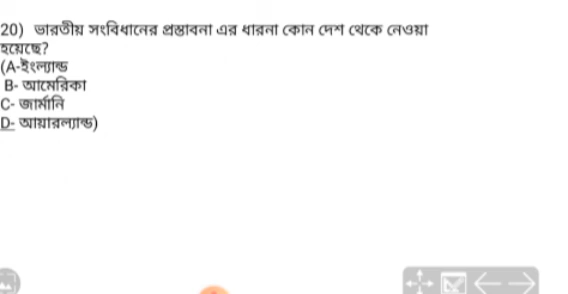 20) ভারতীয় সংবিধানের প্রস্তাবনা এর ধারনা কোন দেশ থেকে নেওয়া
হয়েছে?
(A-ইংল্যান্ড
B- আমেরিকা
C- জার্মানি
D- আয়ারল্যান্ড)